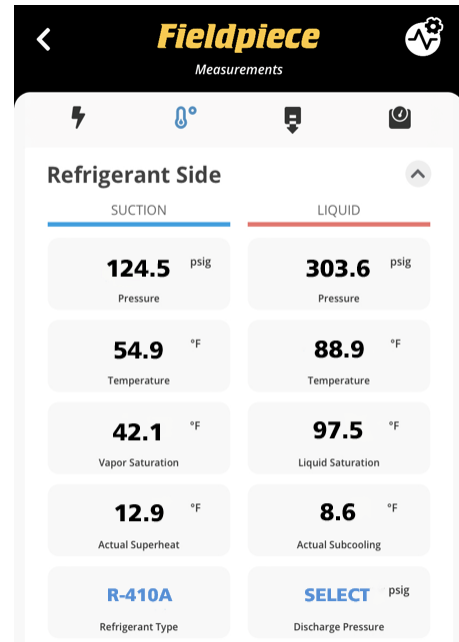 Fieldpiece
Measurements
Refrigerant Side
SUCTION LIQUID
124.5 psig 303.6 psig
Pressure Pressure
54.9 °F 88.9 °F
Temperature Temperature
42.1 °F 97.5 °F
Vapor Saturation Liquid Saturation
12.9 °F 8.6 °F
Actual Superheat Actual Subcooling
R-410A SELECT psig
Refrigerant Type Discharge Pressure